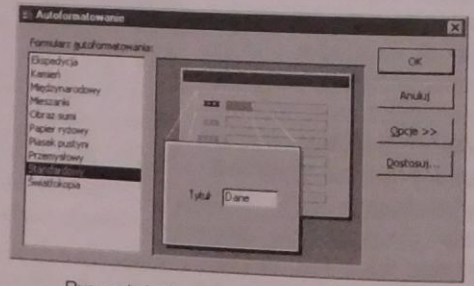 Autoformatowanie
Formularz autoformatowania:
Ekspedycja
Kamień
Międzynarodowy
Mieszanki
Obraz sumi
Papier ryżowy
Piasek pustyni
Przemysłowy
Standardowy
Światłokopia
Tytuł:
Dane
OK
Anuluj
Opcje >>
Dostosuj...